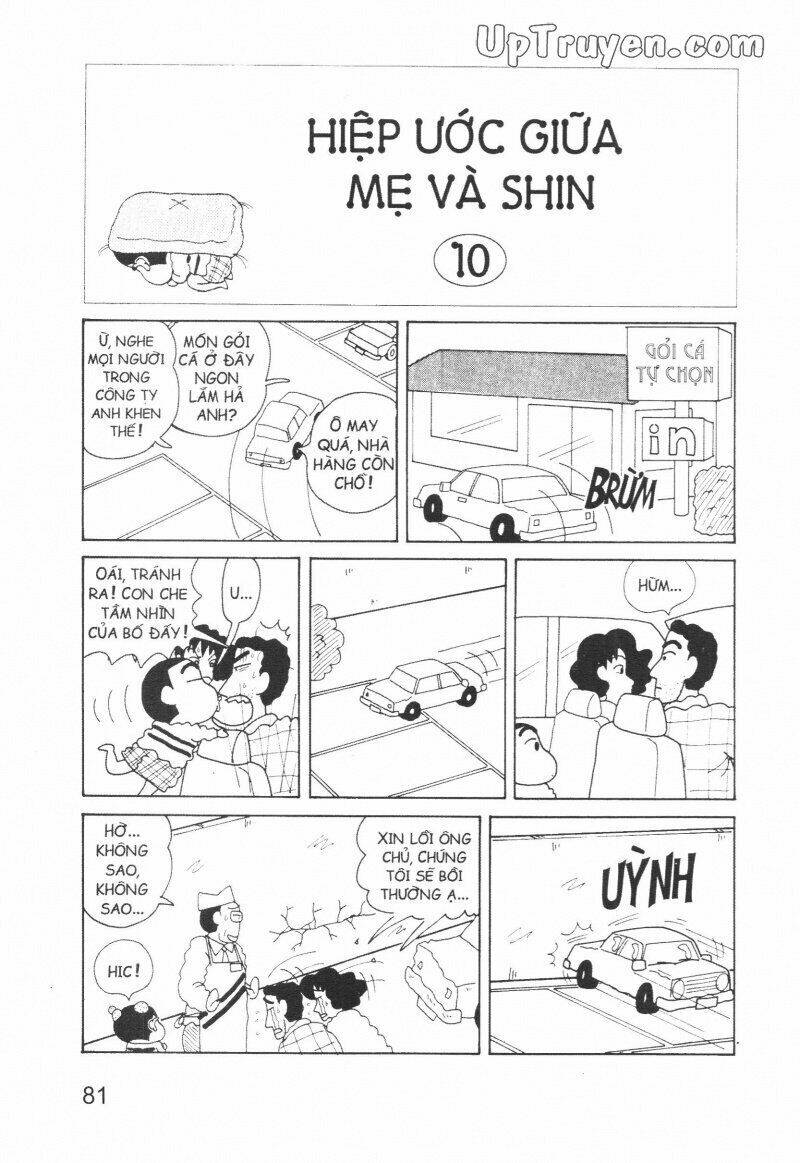 UpTruyen.com
HIỆP ƯỚC GIỮA
MẸ VÀ SHIN
10
GỎI CÁ
TỰ CHỌN
in
BRỪM
MÓN GỎI
CÁ Ở ĐÂY
NGON
LẮM HẢ
ANH?
Ừ, NGHE
MỌI NGƯỜI
TRONG
CÔNG TY
ANH KHEN
THẾ!
Ô MAY
QUÁ, NHÀ
HÀNG CÒN
CHỖ!
HỪM...
U...
OÁI, TRÁNH
RA! CON CHE
TẦM NHÌN
CỦA BỐ ĐẤY!
UỲNH
XIN LỖI ÔNG
CHỦ, CHÚNG
TÔI SẼ BỒI
THƯỜNG Ạ...
HỜ...
KHÔNG
SAO,
KHÔNG
SAO...
HIC!
81